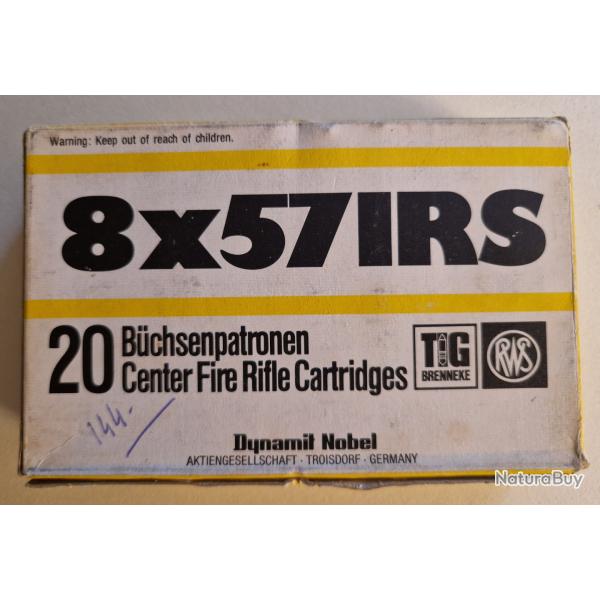 Warning: Keep out of reach of children.
8x57IRS
20 Büchsenpatronen
Center Fire Rifle Cartridges
TIG
BRENNEKE
RWS
144.-
Dynamit Nobel
AKTIENGESELLSCHAFT · TROISDORF · GERMANY
NaturaBuy